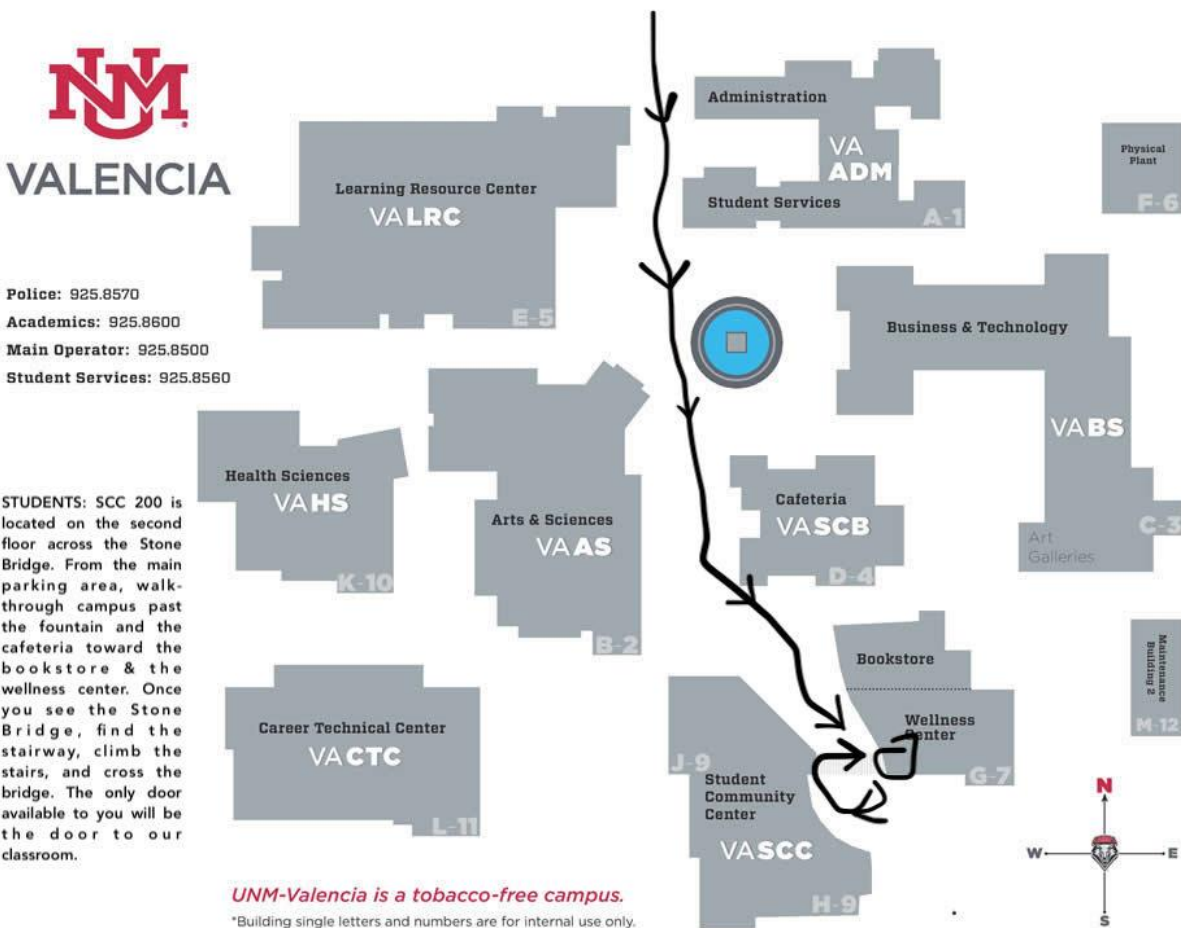 UNM
VALENCIA
Police: 925.8570
Academics: 925.8600
Main Operator: 925.8500
Student Services: 925.8560
STUDENTS: SCC 200 is
located on the second
floor across the Stone
Bridge. From the main
parking area, walk-
through campus past
the fountain and the
cafeteria toward the
bookstore & the
wellness center. Once
you see the Stone
Bridge, find the
stairway, climb the
stairs, and cross the
bridge. The only door
available to you will be
the door to our
classroom.
Administration
VA
ADM
Student Services
A-1
Physical
Plant
F-6
Learning Resource Center
VALRC
E-5
Business & Technology
VABS
C-3
Art
Galleries
Health Sciences
VAHS
K-10
Arts & Sciences
VAAS
B-2
Cafeteria
VASCB
D-4
Bookstore
Wellness
Center
G-7
Maintenance
Building 2
M-12
Career Technical Center
VACTC
L-11
J-9
Student
Community
Center
VASCC
H-9
N
W
E
S
UNM-Valencia is a tobacco-free campus.
*Building single letters and numbers are for internal use only.